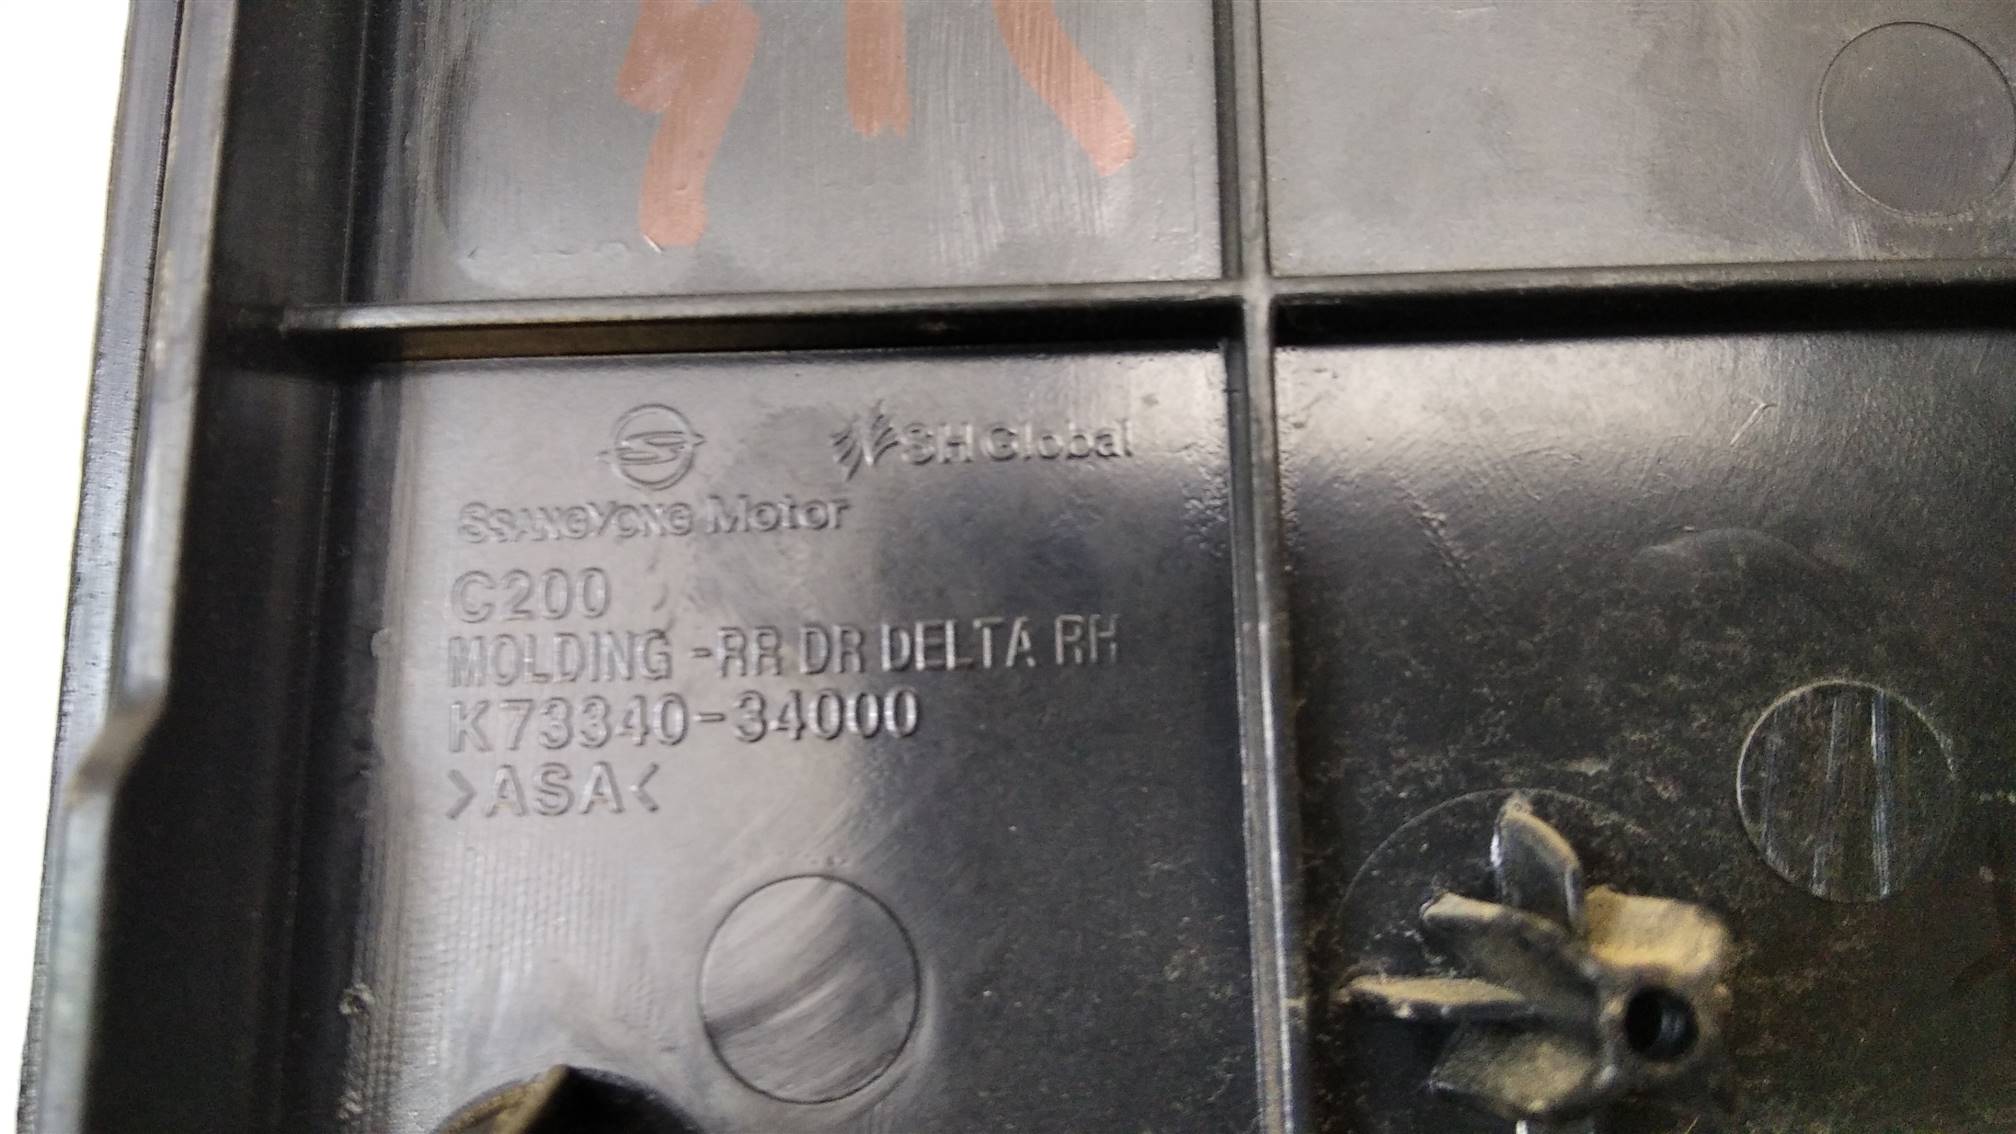 SH Global
SSANGYONG Motor
C200
MOLDING -RR DR DELTA RH
K73340-34000
>ASA<